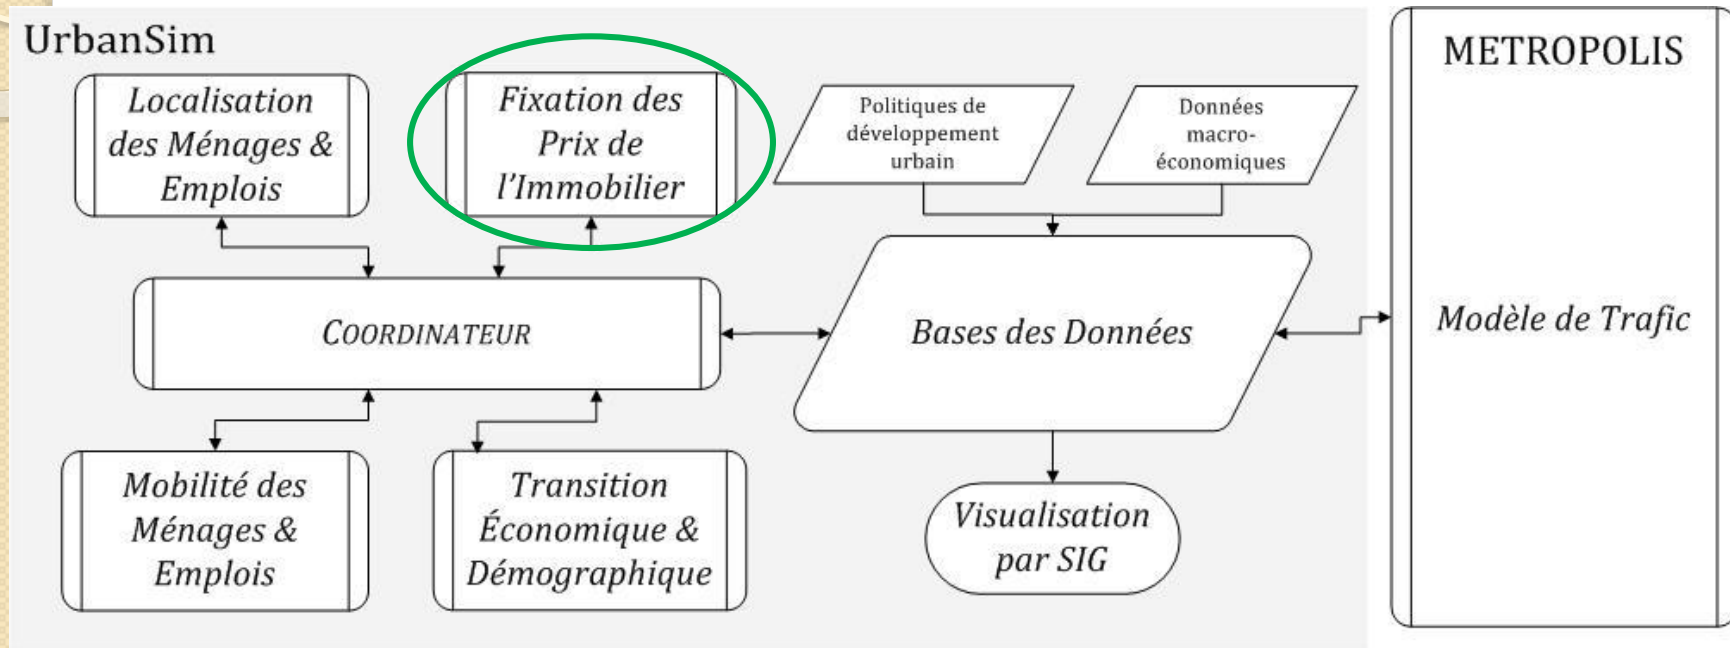 UrbanSim
Localisation
des Ménages &
Emplois
Fixation des
Prix de
l'Immobilier
Politiques de
développement
urbain
Données
macro-
économiques
METROPOLIS
COORDINATEUR
Bases des Données
Modèle de Trafic
Mobilité des
Ménages &
Emplois
Transition
Économique &
Démographique
Visualisation
par SIG